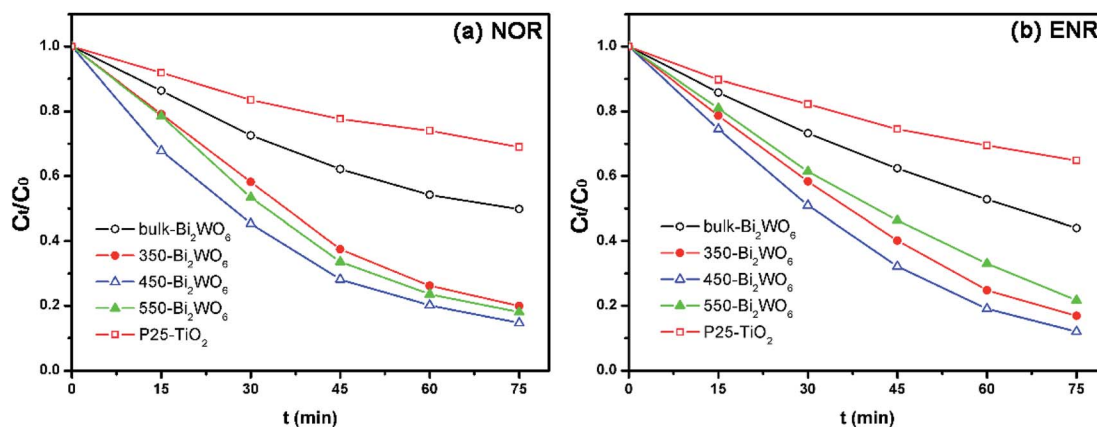 (a) NOR
1.0
0.8
0.6
0.4
0.2
0.0
Ct/C0
bulk-Bi₂WO₆
350-Bi₂WO₆
450-Bi₂WO₆
550-Bi₂WO₆
P25-TiO₂
0 15 30 45 60 75
t (min)
(b) ENR
1.0
0.8
0.6
0.4
0.2
0.0
Ct/C0
bulk-Bi₂WO₆
350-Bi₂WO₆
450-Bi₂WO₆
550-Bi₂WO₆
P25-TiO₂
0 15 30 45 60 75
t (min)